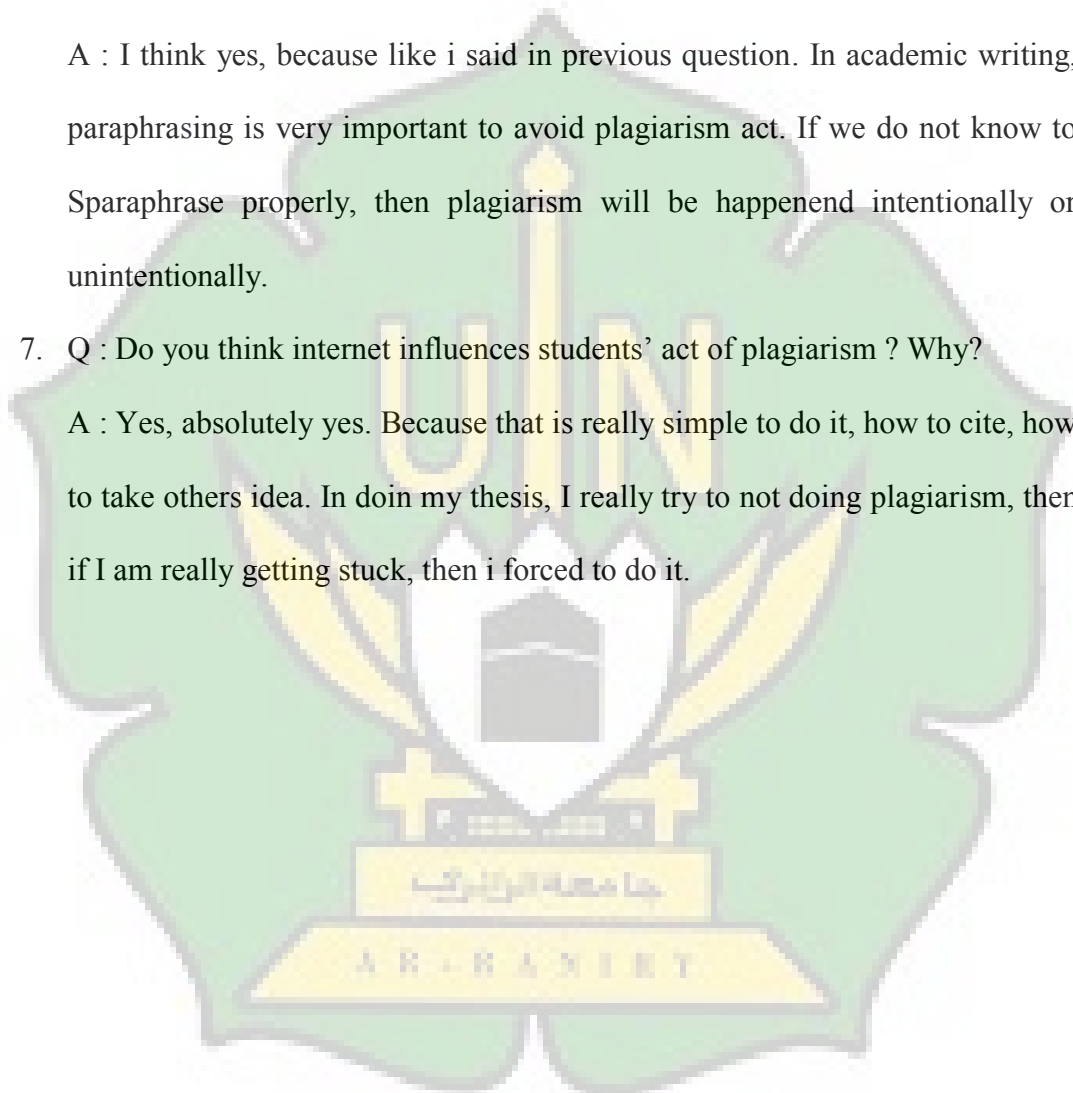 A : I think yes, because like i said in previous question. In academic writing,
paraphrasing is very important to avoid plagiarism act. If we do not know to
Sparaphrase properly, then plagiarism will be happenend intentionally or
unintentionally.
7. Q : Do you think internet influences students’ act of plagiarism ? Why?
A : Yes, absolutely yes. Because that is really simple to do it, how to cite, how
to take others idea. In doin my thesis, I really try to not doing plagiarism, then
if I am really getting stuck, then i forced to do it.
UIN
جامعة الرانيري
AR-RANIRY